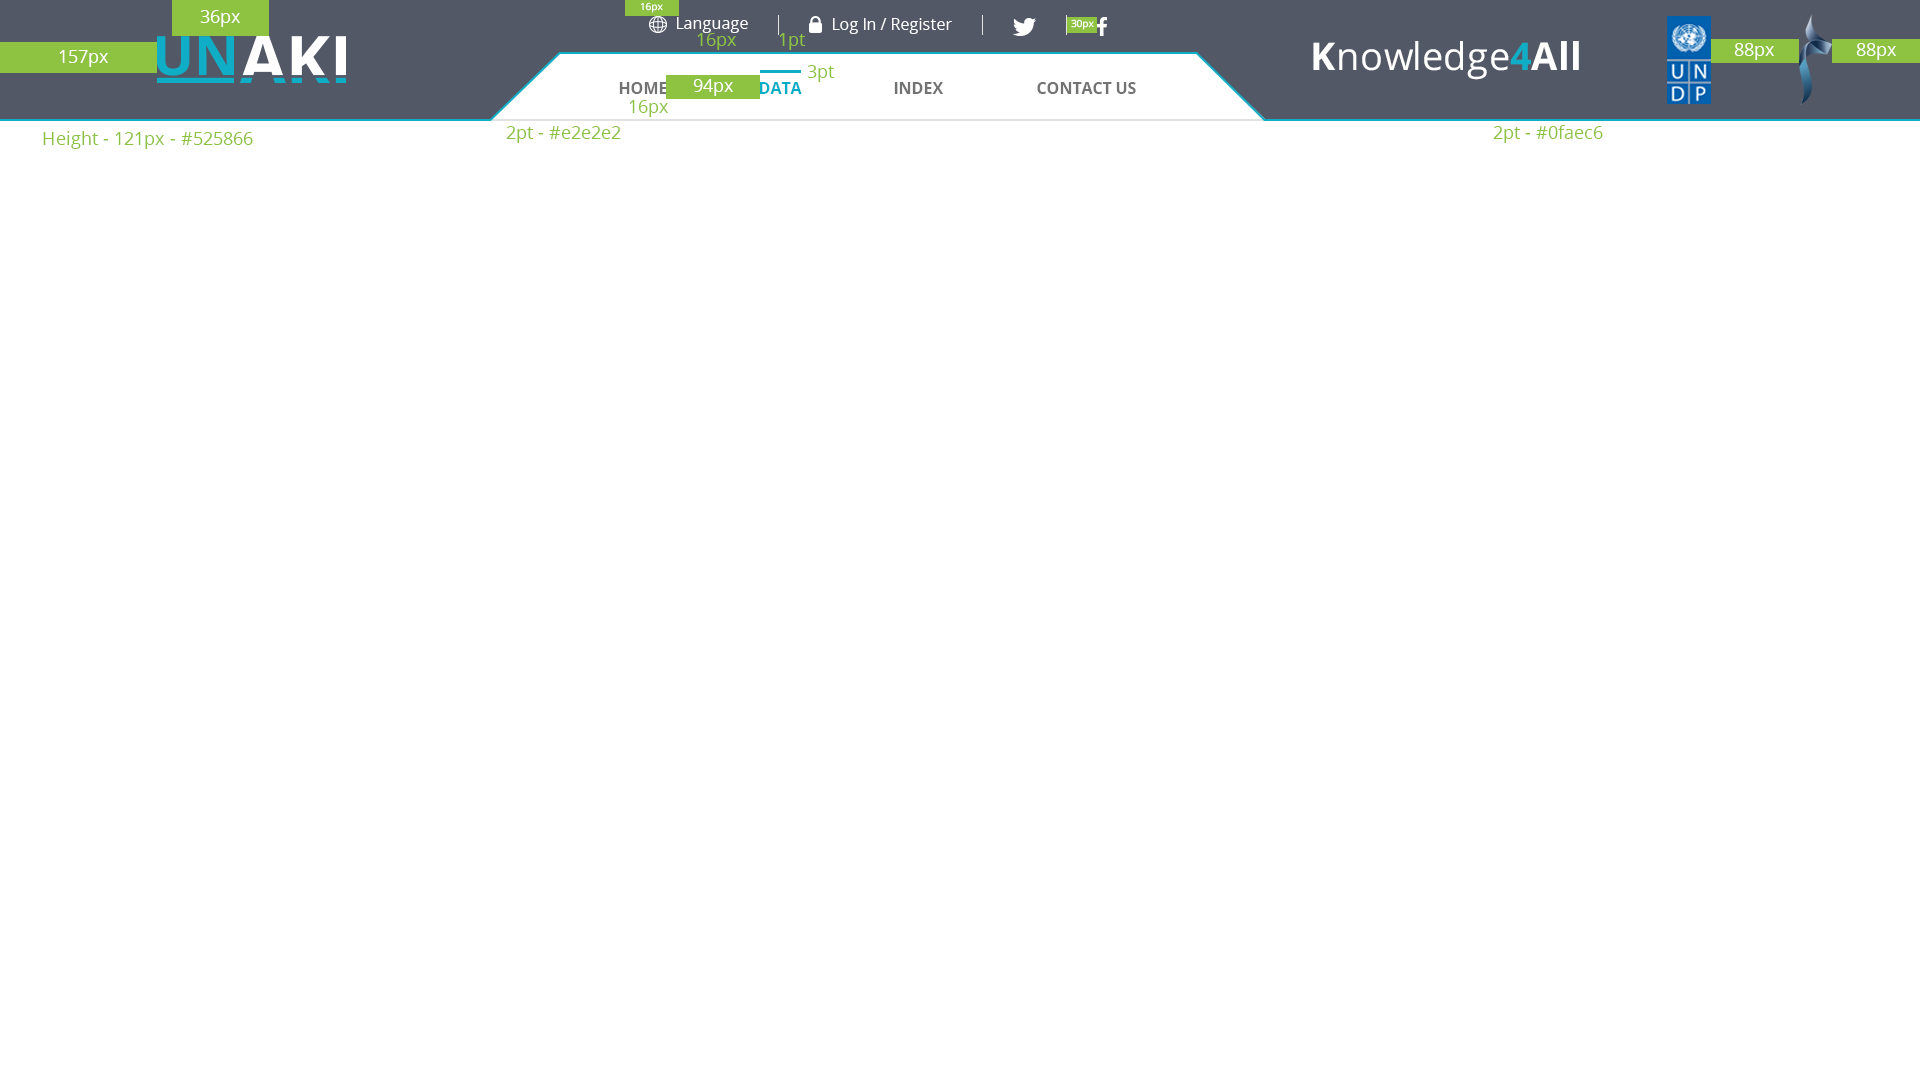 36px
157px
UNAKI
Height - 121px - #525866
16px
Language
Log In / Register
30px
16px
1pt
3pt
HOME
94px
DATA
INDEX
CONTACT US
16px
2pt - #e2e2e2
Knowledge4All
2pt - #0faec6
U N
D P
88px
88px